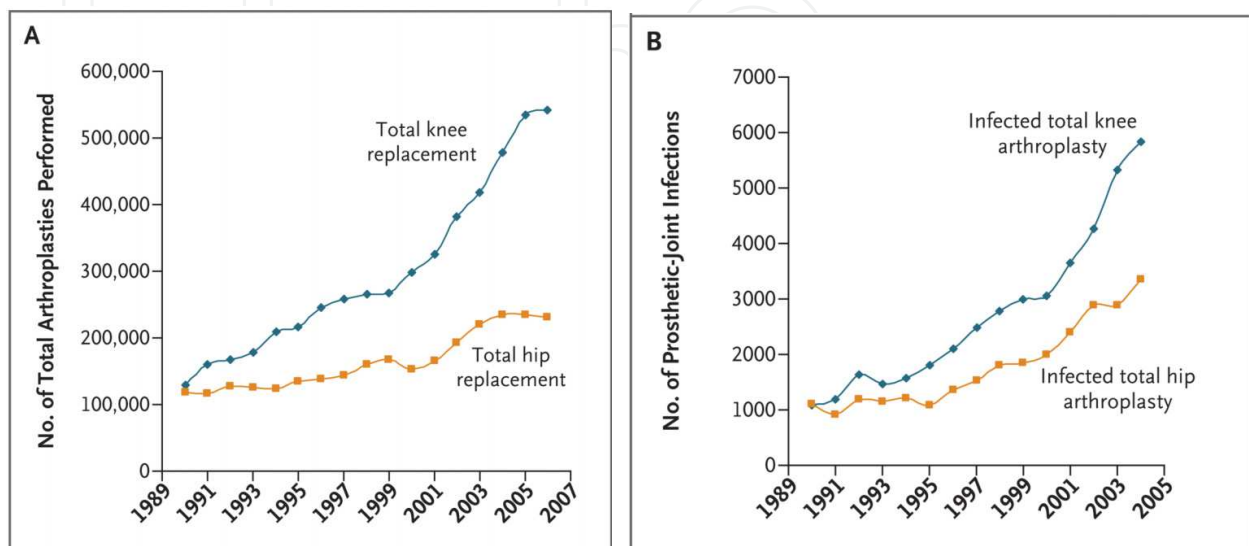 A
No. of Total Arthroplasties Performed
600,000
500,000
400,000
300,000
200,000
100,000
0
Total knee
replacement
Total hip
replacement
1989
1991
1993
1995
1997
1999
2001
2003
2005
2007
B
No. of Prosthetic-Joint Infections
7000
6000
5000
4000
3000
2000
1000
0
Infected total knee
arthroplasty
Infected total hip
arthroplasty
1989
1991
1993
1995
1997
1999
2001
2003
2005